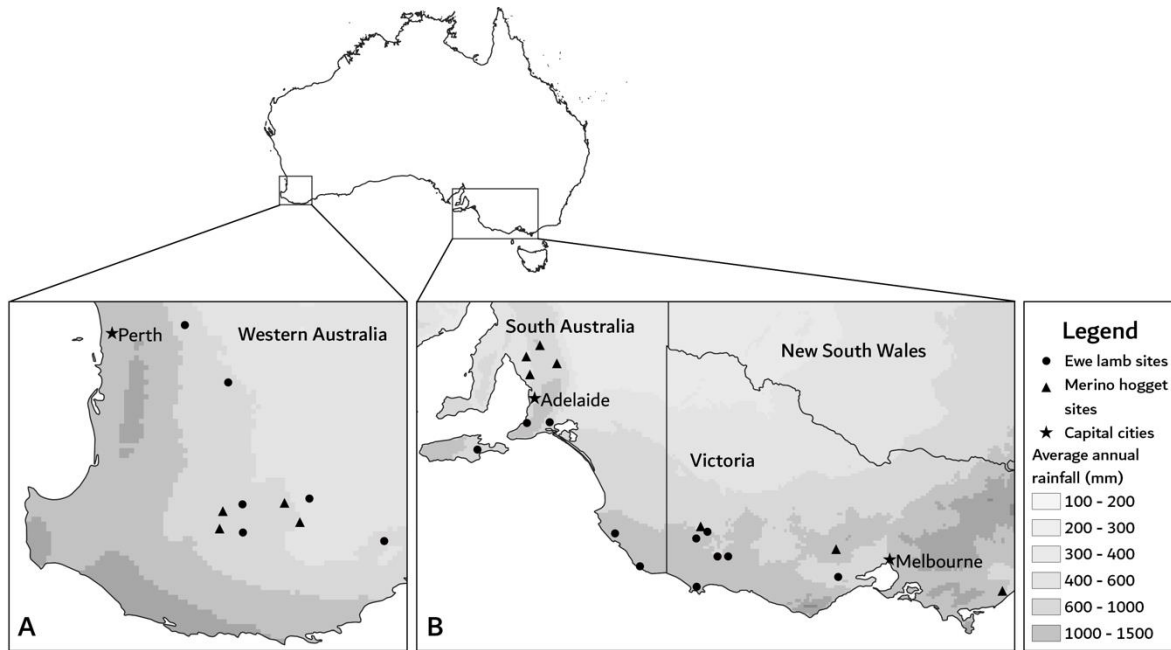 Perth
Western Australia
A
South Australia
New South Wales
Adelaide
Victoria
Melbourne
B
Legend
Ewe lamb sites
Merino hogget
sites
Capital cities
Average annual
rainfall (mm)
100 - 200
200 - 300
300 - 400
400 - 600
600 - 1000
1000 - 1500